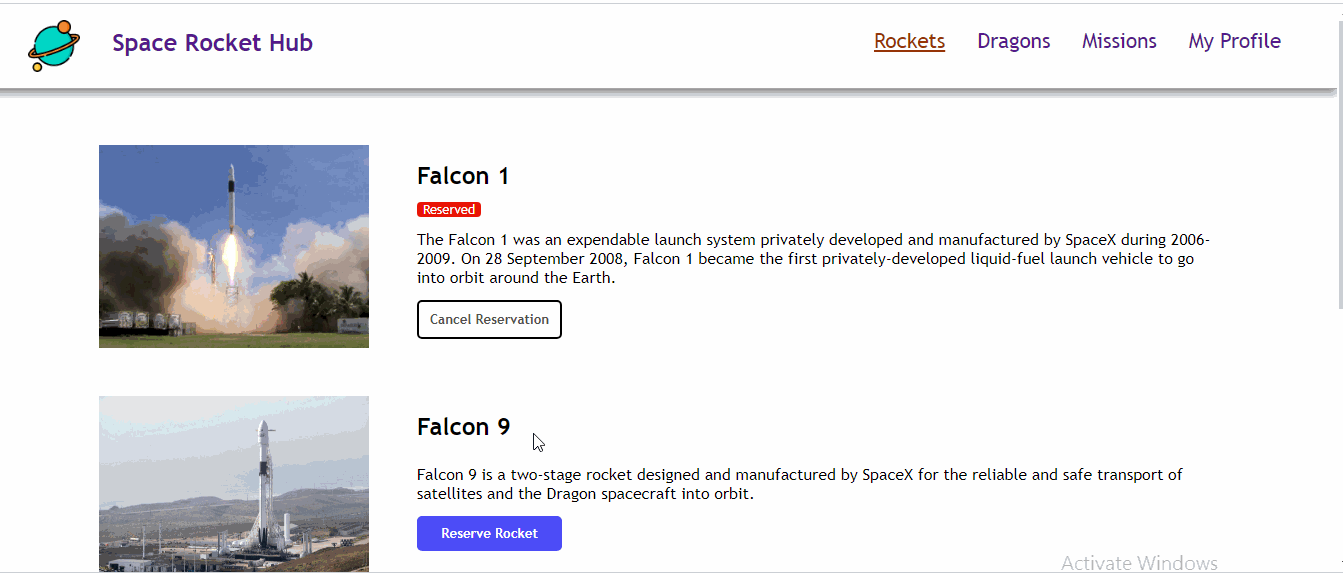 Space Rocket Hub
Rockets
Dragons
Missions
My Profile
Falcon 1
Reserved
The Falcon 1 was an expendable launch system privately developed and manufactured by SpaceX during 2006-
2009. On 28 September 2008, Falcon 1 became the first privately-developed liquid-fuel launch vehicle to go
into orbit around the Earth.
Cancel Reservation
Falcon 9
Falcon 9 is a two-stage rocket designed and manufactured by SpaceX for the reliable and safe transport of
satellites and the Dragon spacecraft into orbit.
Reserve Rocket
Activate Windows